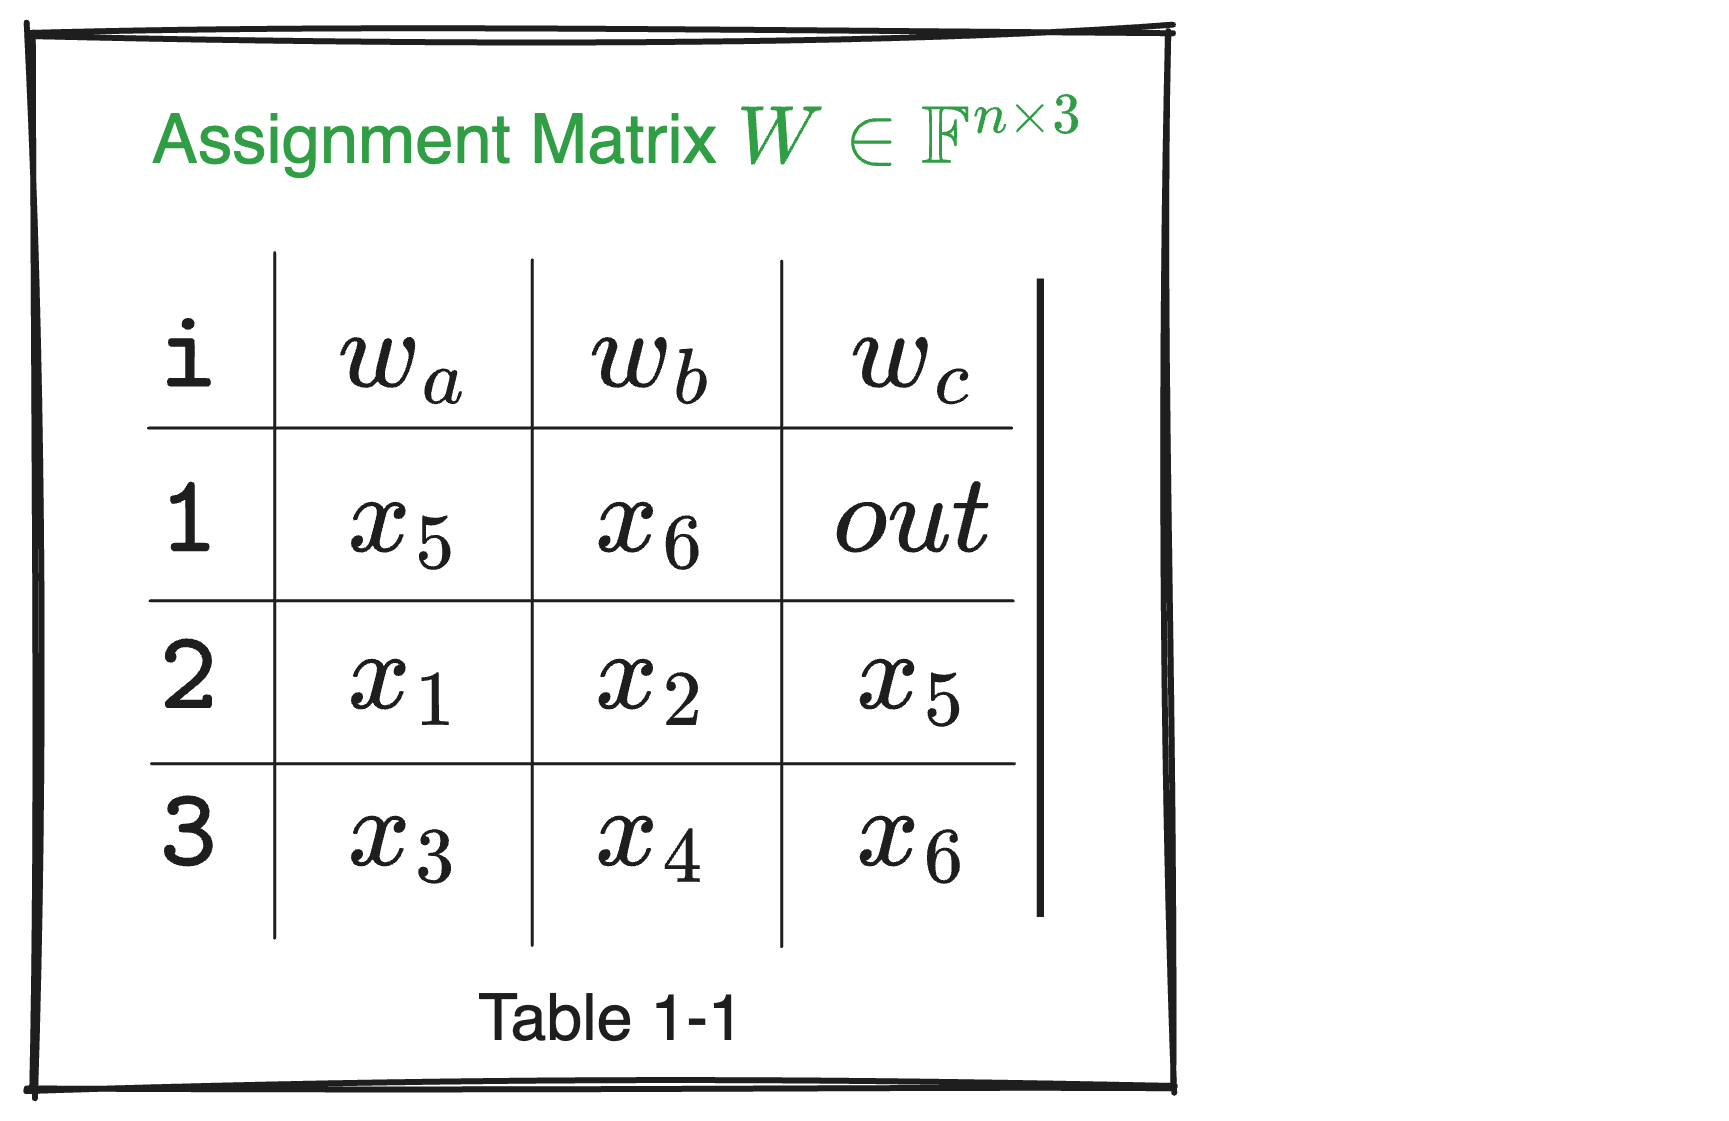 Assignment Matrix $W \in \mathbb{F}^{n \times 3}$
i $w_a$ $w_b$ $w_c$
1 $x_5$ $x_6$ $out$
2 $x_1$ $x_2$ $x_5$
3 $x_3$ $x_4$ $x_6$
Table 1-1